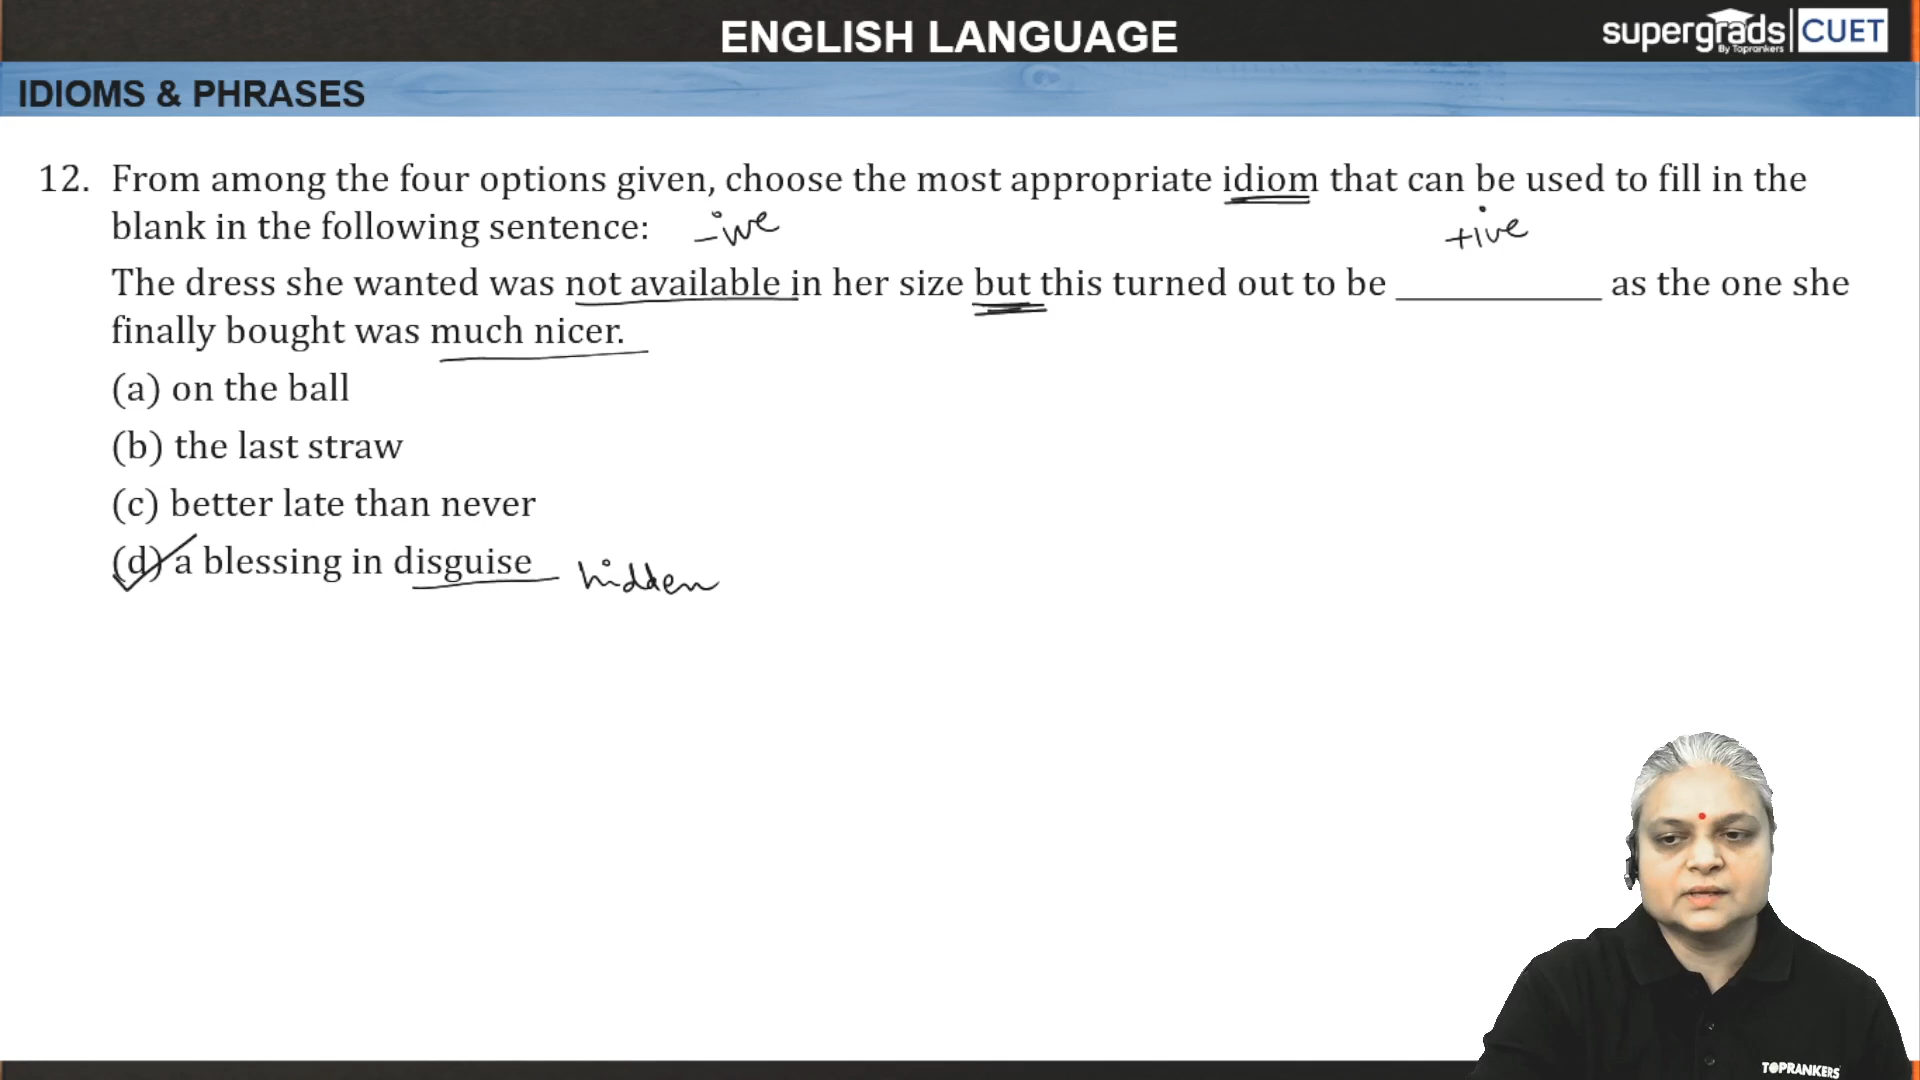 ENGLISH LANGUAGE
supergrads
By Toprankers
CUET
IDIOMS & PHRASES
12. From among the four options given, choose the most appropriate idiom that can be used to fill in the
blank in the following sentence:
-ive
+ive
The dress she wanted was not available in her size but this turned out to be ____________ as the one she
finally bought was much nicer.
(a) on the ball
(b) the last straw
(c) better late than never
(d) a blessing in disguise
hidden
TOPRANKERS